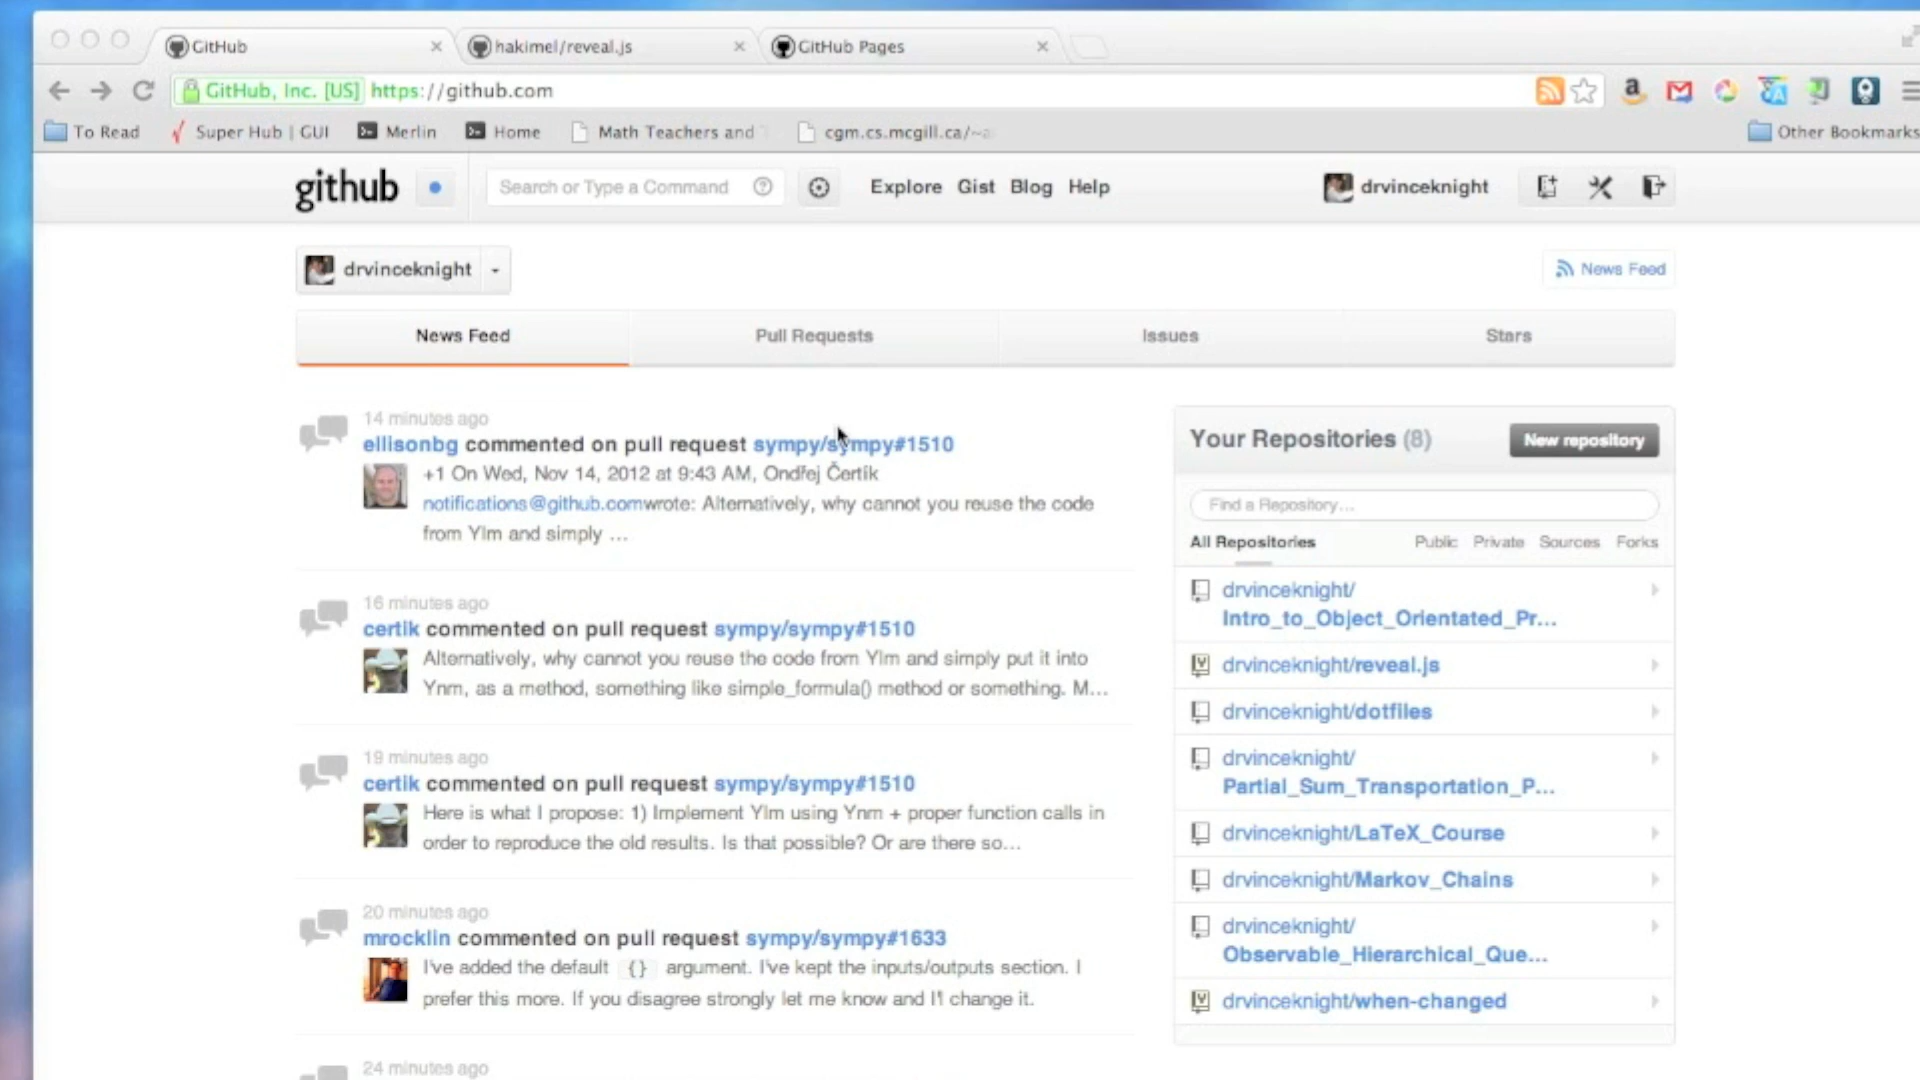 GitHub
hakimel/reveal.js
GitHub Pages
GitHub, Inc. [US] https://github.com
To Read
Super Hub | GUI
Merlin
Home
Math Teachers and
cgm.cs.mcgill.ca/~a
Other Bookmarks
github
Search or Type a Command
Explore Gist Blog Help
drvinceknight
drvinceknight
News Feed
News Feed
Pull Requests
Issues
Stars
14 minutes ago
ellisonbg commented on pull request sympy/sympy#1510
+1 On Wed, Nov 14, 2012 at 9:43 AM, Ondřej Čertík
notifications@github.comwrote: Alternatively, why cannot you reuse the code
from Ylm and simply ...
16 minutes ago
certik commented on pull request sympy/sympy#1510
Alternatively, why cannot you reuse the code from Ylm and simply put it into
Ynm, as a method, something like simple_formula() method or something. M...
19 minutes ago
certik commented on pull request sympy/sympy#1510
Here is what I propose: 1) Implement Ylm using Ynm + proper function calls in
order to reproduce the old results. Is that possible? Or are there so...
20 minutes ago
mrocklin commented on pull request sympy/sympy#1633
I've added the default {} argument. I've kept the inputs/outputs section. I
prefer this more. If you disagree strongly let me know and I'll change it.
24 minutes ago
Your Repositories (8)
New repository
Find a Repository...
All Repositories
Public Private Sources Forks
drvinceknight/
Intro_to_Object_Orientated_Pr...
drvinceknight/reveal.js
drvinceknight/dotfiles
drvinceknight/
Partial_Sum_Transportation_P...
drvinceknight/LaTeX_Course
drvinceknight/Markov_Chains
drvinceknight/
Observable_Hierarchical_Que...
drvinceknight/when-changed